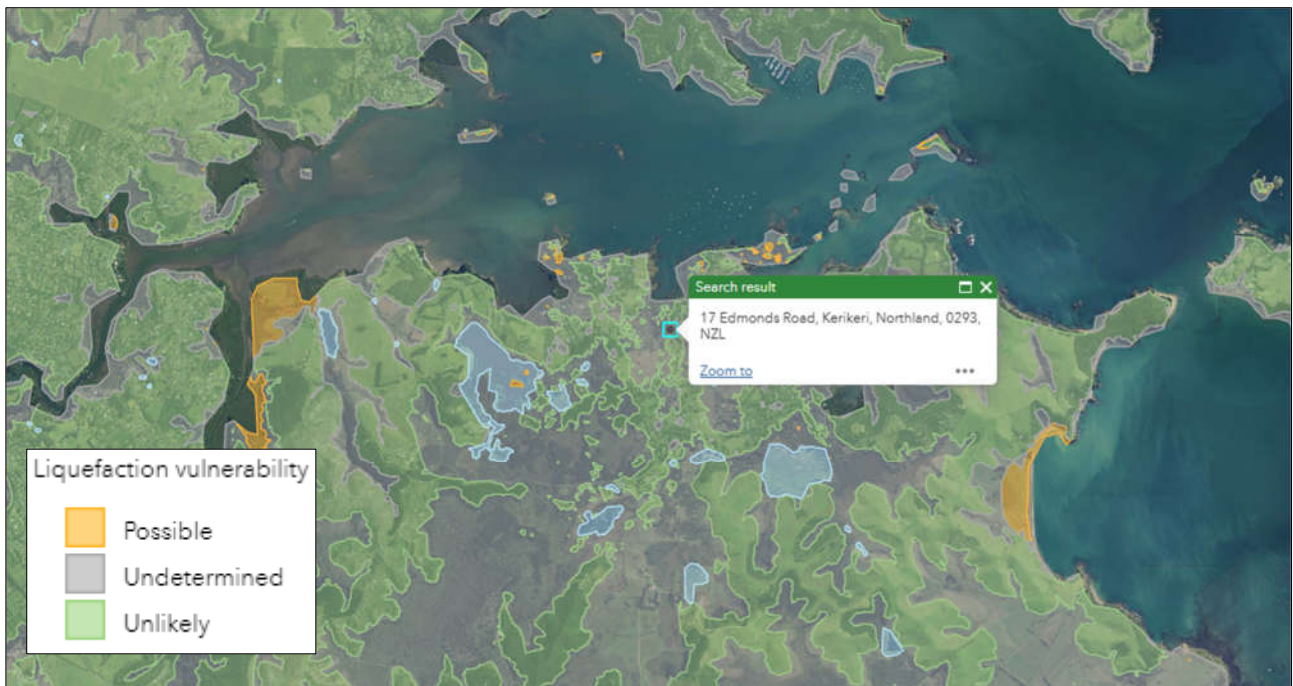 Search result
17 Edmonds Road, Kerikeri, Northland, 0293,
NZL
Zoom to
Liquefaction vulnerability
Possible
Undetermined
Unlikely